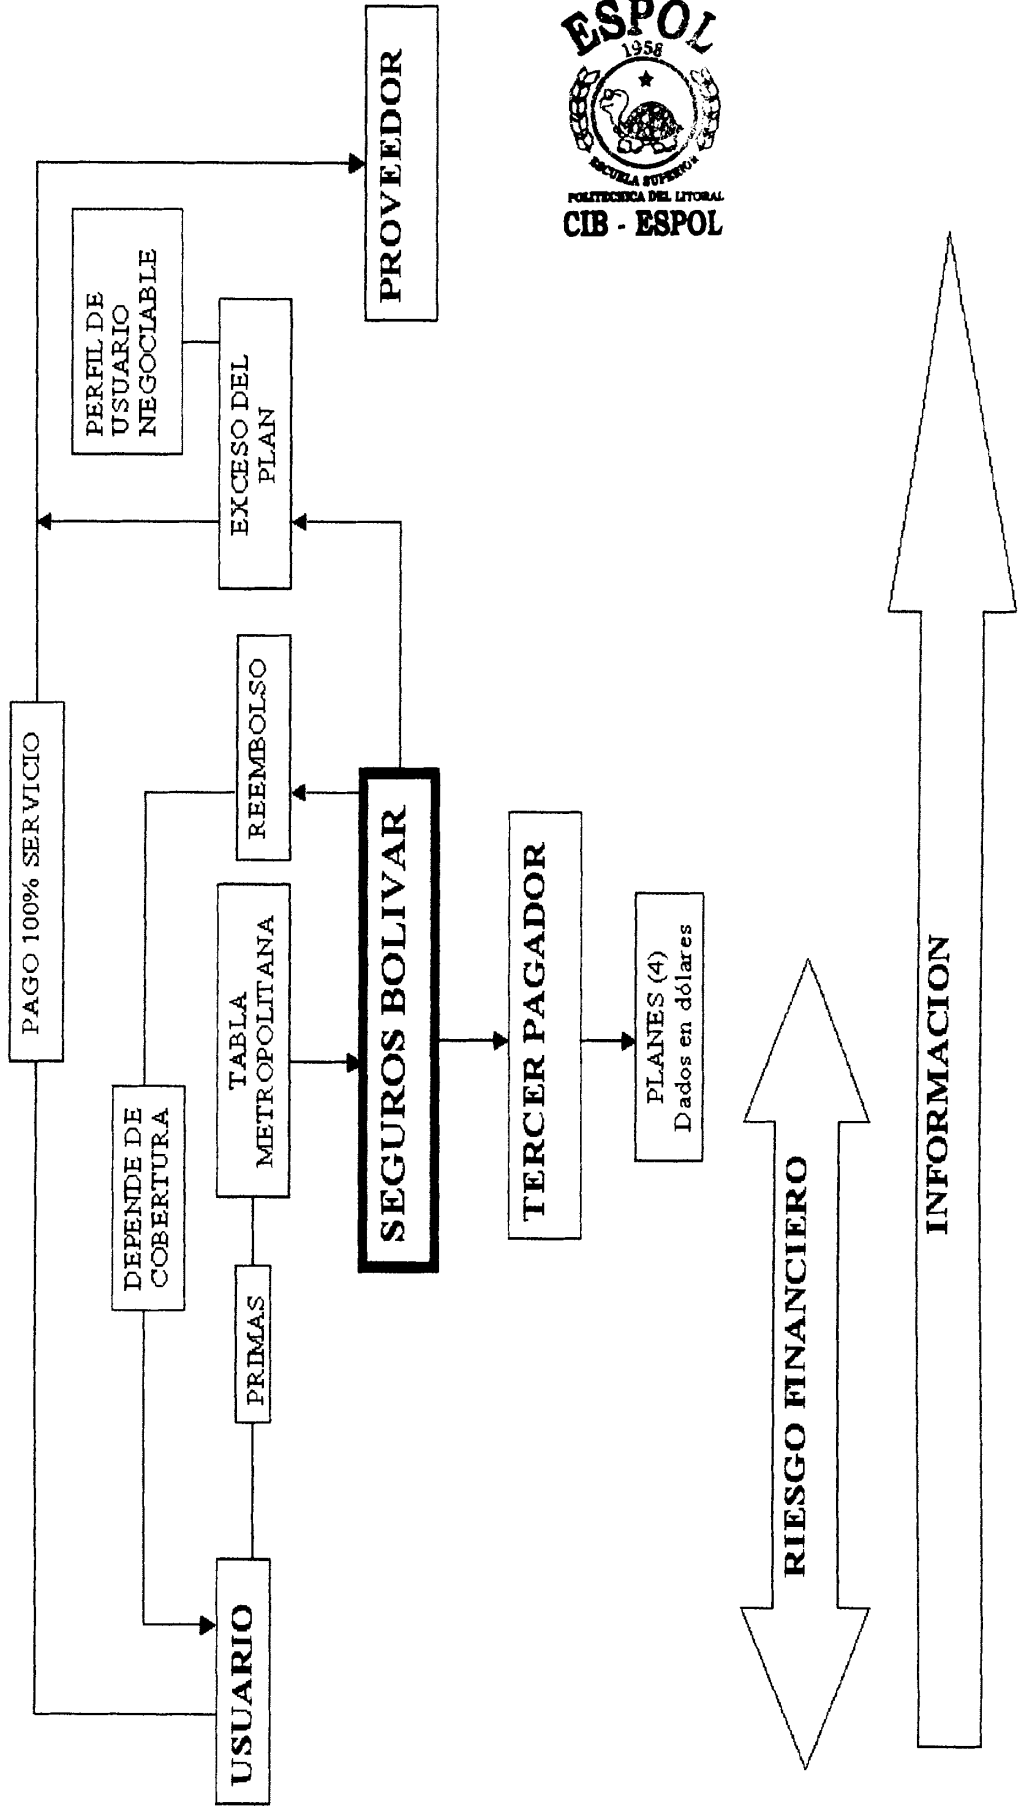 PAGO 100% SERVICIO
DEPENDE DE
COBERTURA
PERFIL DE
USUARIO
NEGOCIABLE
USUARIO
PRIMAS
TABLA
METROPOLITANA
REEMBOLSO
EXCESO DEL
PLAN
SEGUROS BOLIVAR
PROVEEDOR
TERCER PAGADOR
PLANES (4)
Dados en dólares
RIESGO FINANCIERO
INFORMACION
ESPOL
1958
ESCUELA SUPERIOR
POLITECNICA DEL LITORAL
CIB - ESPOL